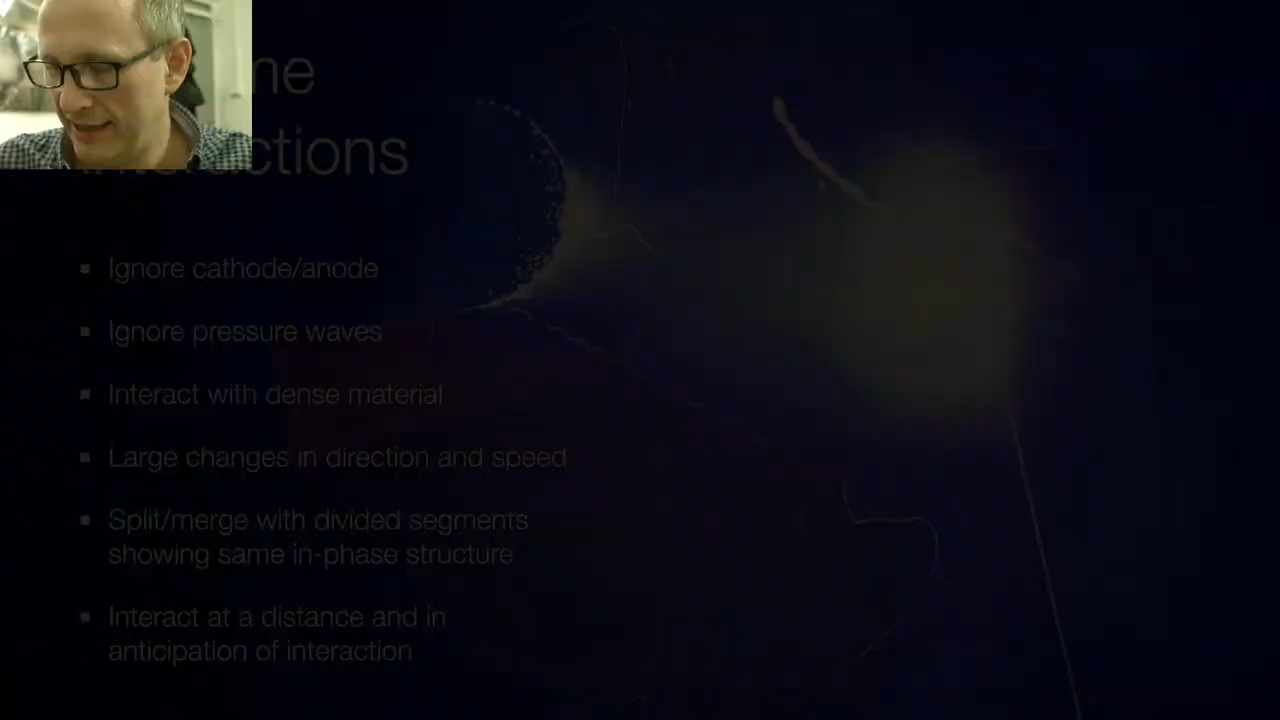 me
ctions
Ignore cathode/anode
Ignore pressure waves
Interact with dense material
Large changes in direction and speed
Split/merge with divided segments
showing same in-phase structure
Interact at a distance and in
anticipation of interaction